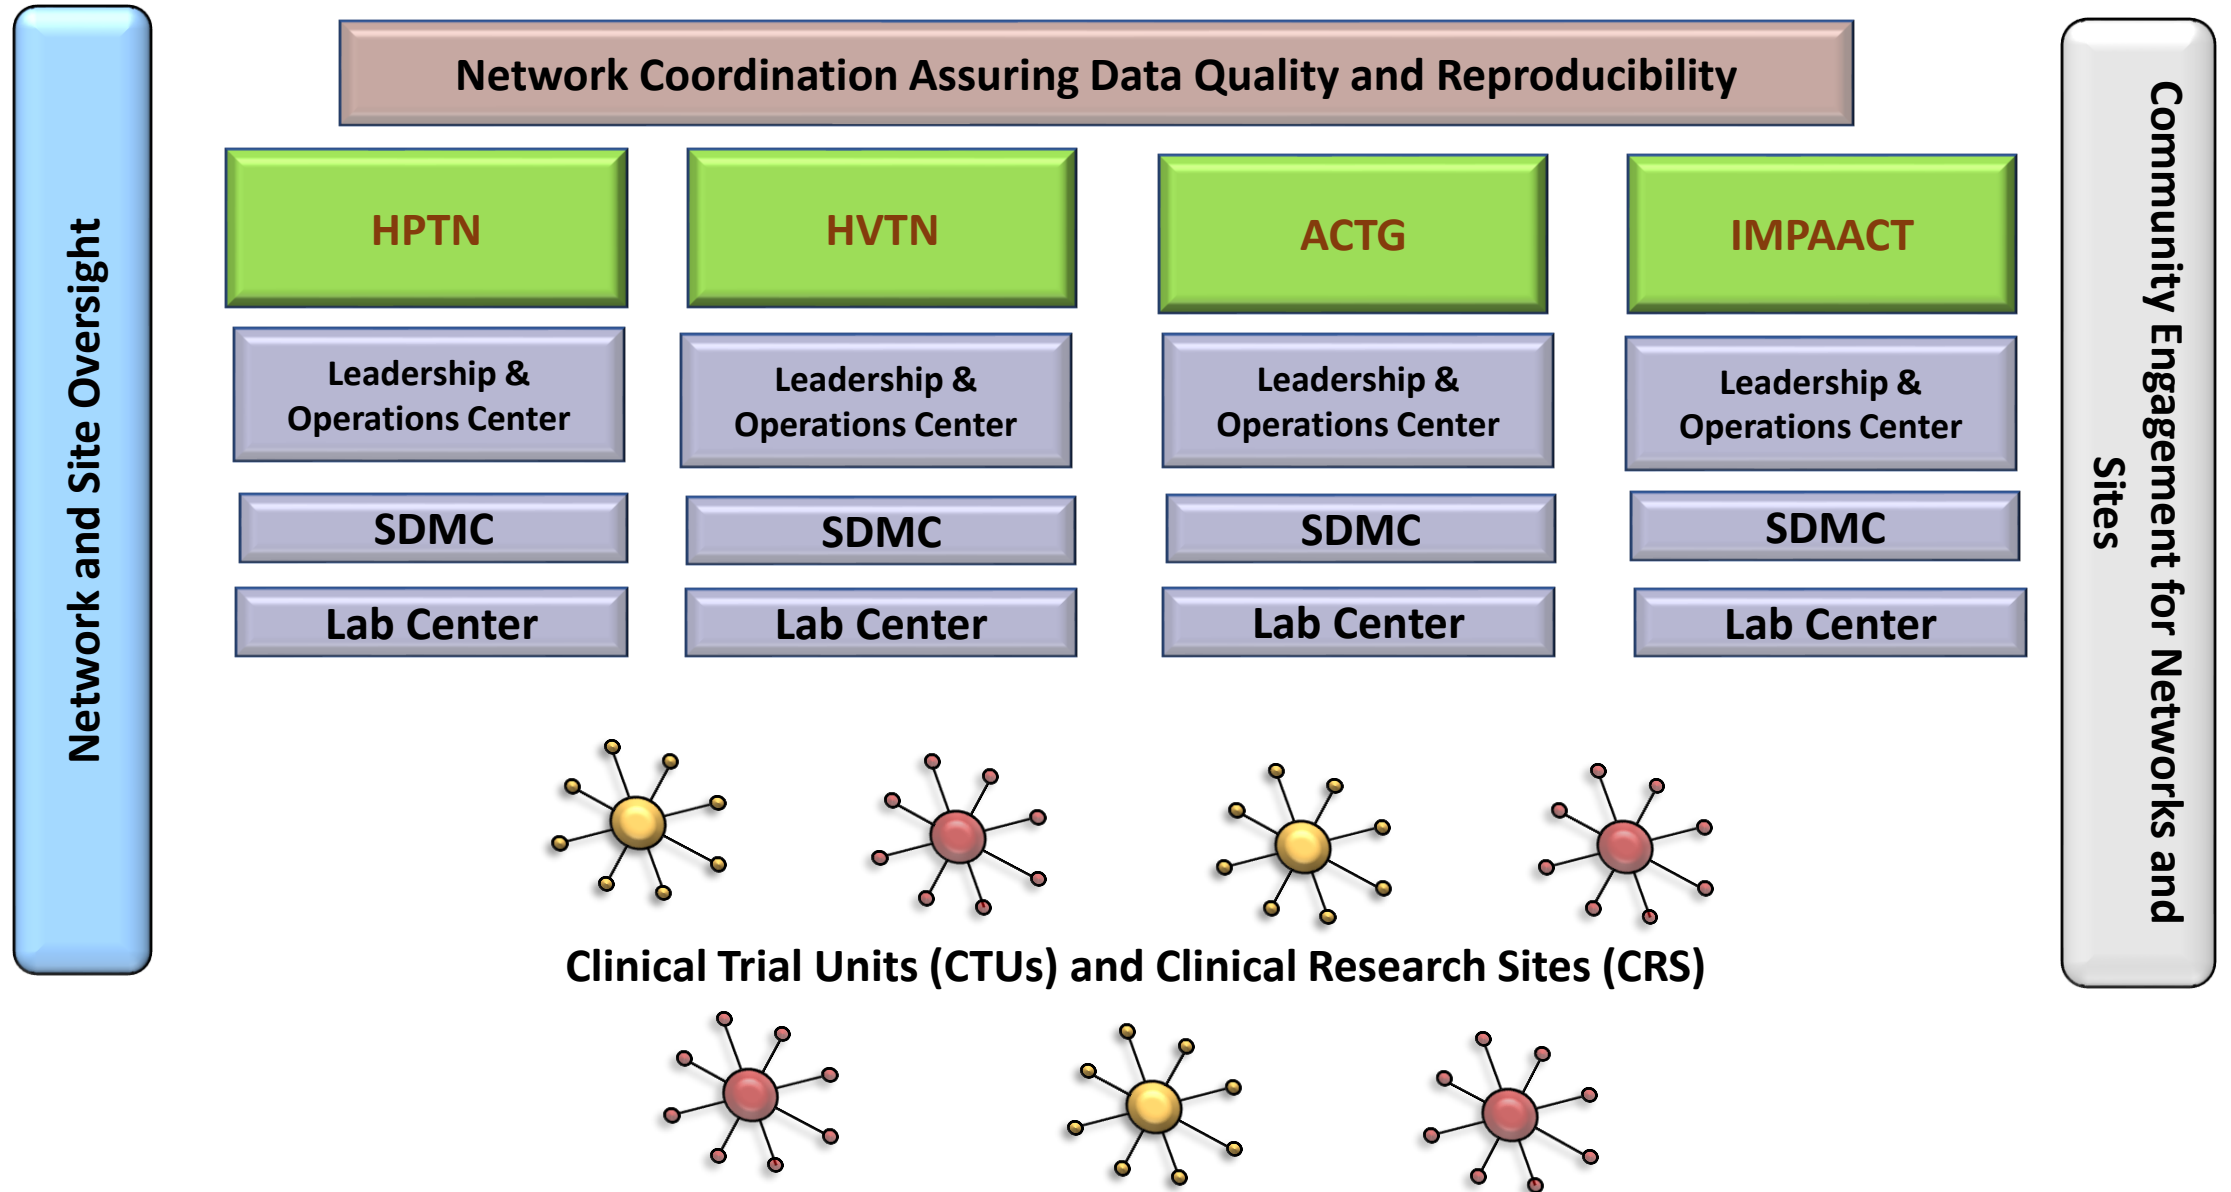 Network and Site Oversight
Network Coordination Assuring Data Quality and Reproducibility
HPTN
HVTN
ACTG
IMPAACT
Leadership &
Operations Center
Leadership &
Operations Center
Leadership &
Operations Center
Leadership &
Operations Center
SDMC
SDMC
SDMC
SDMC
Lab Center
Lab Center
Lab Center
Lab Center
Clinical Trial Units (CTUs) and Clinical Research Sites (CRS)
Community Engagement for Networks and
Sites